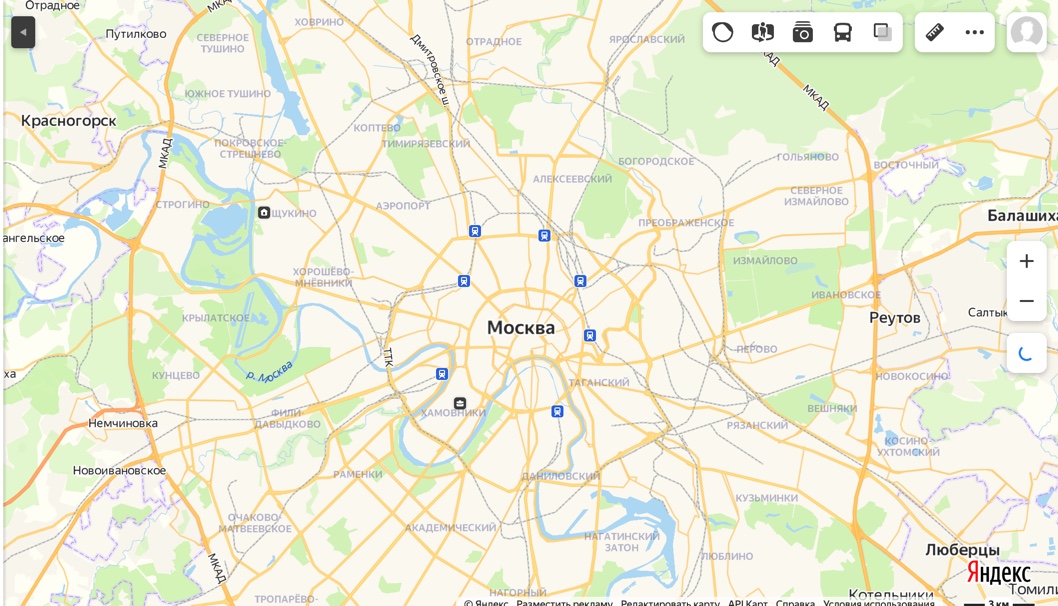 Отрадное
Путилково
ХОВРИНО
СЕВЕРНОЕ
ТУШИНО
ОТРАДНОЕ
ЯРОСЛАВСКИЙ
Дмитровское ш.
ЮЖНОЕ ТУШИНО
МКАД
Красногорск
КОПТЕВО
МКАД
ПОКРОВСКОЕ-
СТРЕШНЕВО
ТИМИРЯЗЕВСКИЙ
БОГОРОДСКОЕ
ГОЛЬЯНОВО
ВОСТОЧНЫЙ
АЛЕКСЕЕВСКИЙ
СЕВЕРНОЕ
ИЗМАЙЛОВО
СТРОГИНО
ЩУКИНО
АЭРОПОРТ
Балашиха
ПРЕОБРАЖЕНСКОЕ
ангельское
ИЗМАЙЛОВО
ХОРОШЁВО-
МНЁВНИКИ
ИВАНОВСКОЕ
КРЫЛАТСКОЕ
Москва
Реутов
Салтык
ТТК
ПЕРОВО
ха
КУНЦЕВО
р. Москва
ТАГАНСКИЙ
НОВОКОСИНО
ХАМОВНИКИ
ВЕШНЯКИ
Немчиновка
ФИЛИ-
ДАВЫДКОВО
РЯЗАНСКИЙ
КОСИНО-
УХТОМСКИЙ
Новоивановское
РАМЕНКИ
ДАНИЛОВСКИЙ
КУЗЬМИНКИ
ОЧАКОВО-
МАТВЕЕВСКОЕ
АКАДЕМИЧЕСКИЙ
НАГАТИНСКИЙ
ЗАТОН
ЛЮБЛИНО
Люберцы
МКАД
Яндекс
НАГОРНЫЙ
Котельники
Томили
ТРОПАРЁВО-
© Яндекс Разместить рекламу Редактировать карту API Карт Справка Условия использования 3 км